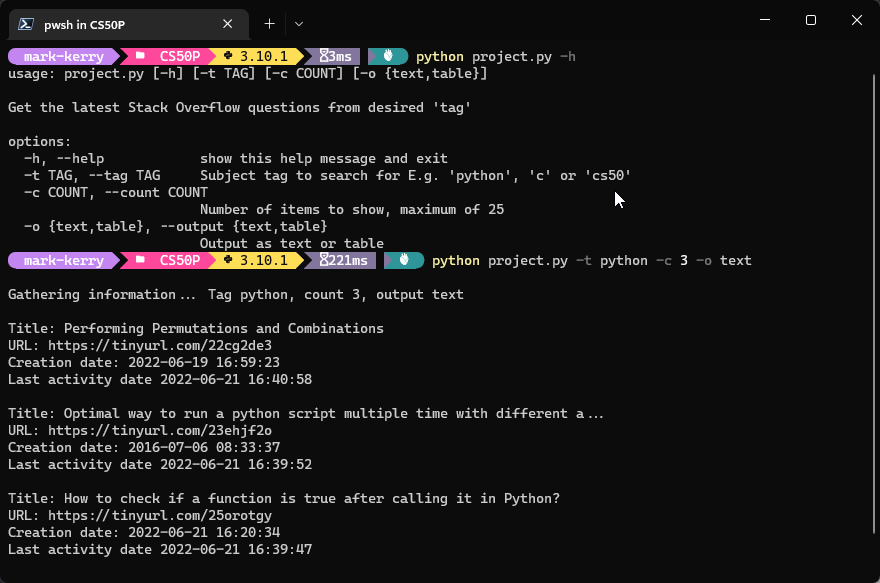 pwsh in CS50P
mark-kerry CS50P 3.10.1 3ms python project.py -h
usage: project.py [-h] [-t TAG] [-c COUNT] [-o {text,table}]
Get the latest Stack Overflow questions from desired 'tag'
options:
-h, --help show this help message and exit
-t TAG, --tag TAG Subject tag to search for E.g. 'python', 'c' or 'cs50'
-c COUNT, --count COUNT
Number of items to show, maximum of 25
-o {text,table}, --output {text,table}
Output as text or table
mark-kerry CS50P 3.10.1 221ms python project.py -t python -c 3 -o text
Gathering information... Tag python, count 3, output text
Title: Performing Permutations and Combinations
URL: https://tinyurl.com/22cg2de3
Creation date: 2022-06-19 16:59:23
Last activity date 2022-06-21 16:40:58
Title: Optimal way to run a python script multiple time with different a...
URL: https://tinyurl.com/23ehjf2o
Creation date: 2016-07-06 08:33:37
Last activity date 2022-06-21 16:39:52
Title: How to check if a function is true after calling it in Python?
URL: https://tinyurl.com/25orotgy
Creation date: 2022-06-21 16:20:34
Last activity date 2022-06-21 16:39:47